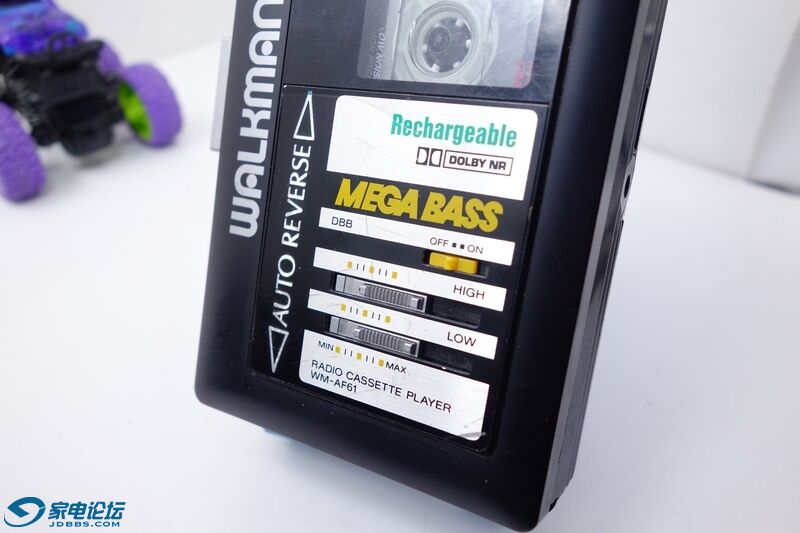 WALKMAN
AUTO REVERSE
Rechargeable
DOLBY NR
MEGA BASS
DBB
OFF ON
HIGH
LOW
MIN MAX
RADIO CASSETTE PLAYER
WM-AF61
家电论坛
JDBBS.COM